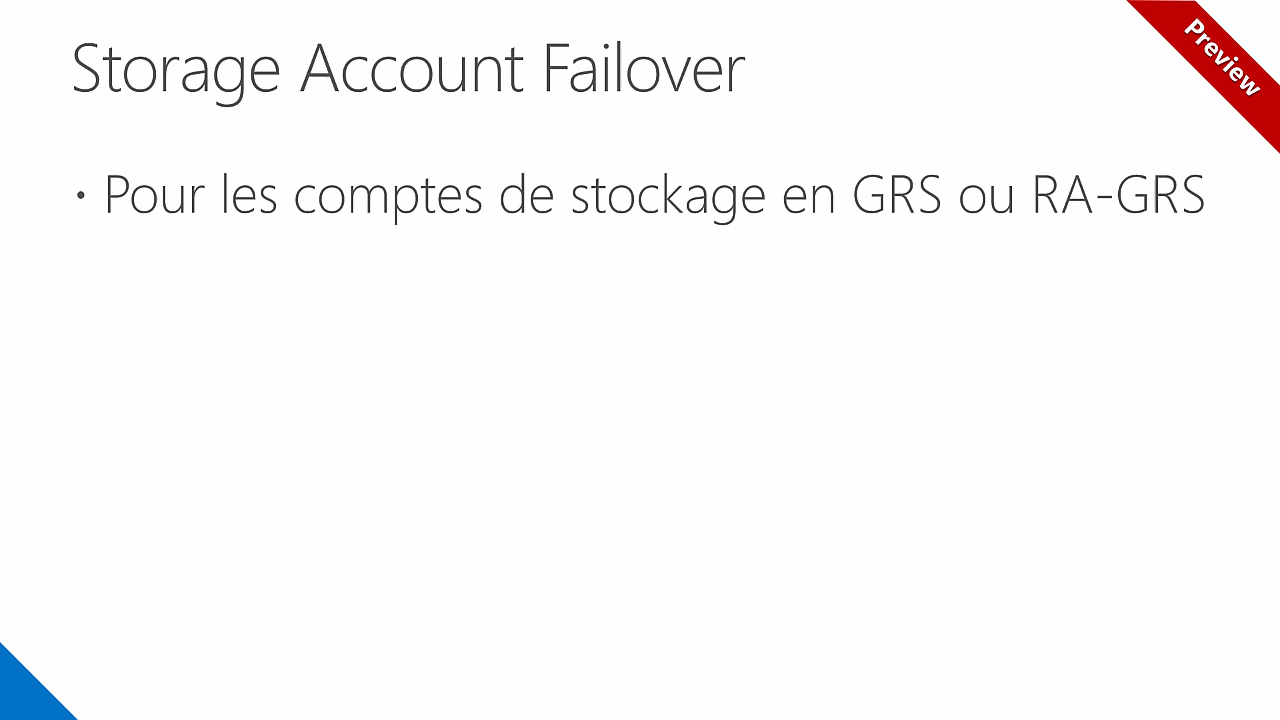 Storage Account Failover
Preview
• Pour les comptes de stockage en GRS ou RA-GRS